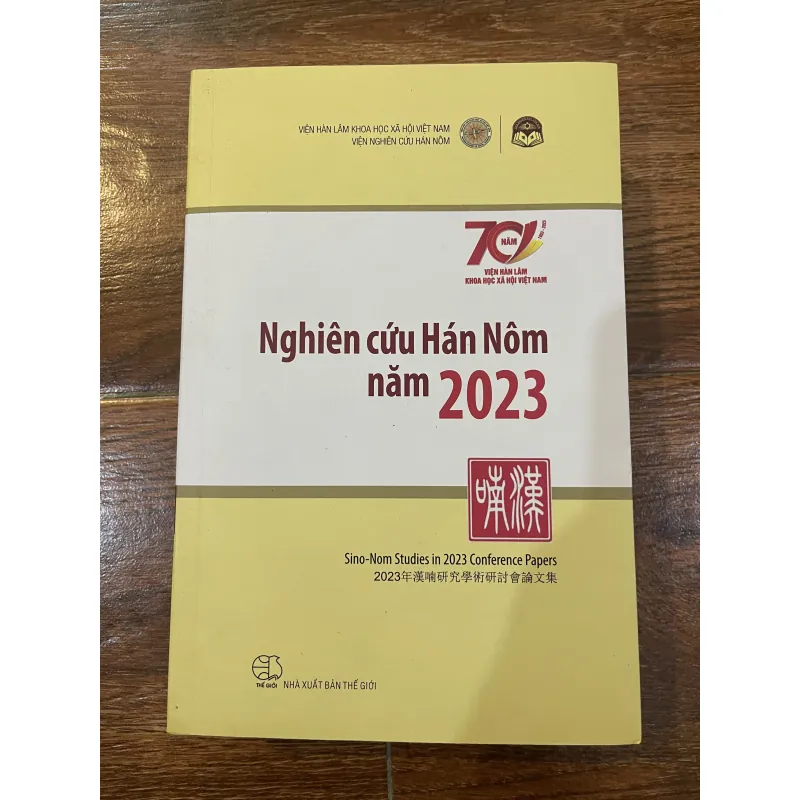 VIỆN HÀN LÂM KHOA HỌC XÃ HỘI VIỆT NAM
VIỆN NGHIÊN CỨU HÁN NÔM
70 NĂM
VIỆN HÀN LÂM
KHOA HỌC XÃ HỘI VIỆT NAM
Nghiên cứu Hán Nôm
năm 2023
喃漢
Sino-Nom Studies in 2023 Conference Papers
2023年漢喃研究學術研討會論文集
THẾ GIỚI
NHÀ XUẤT BẢN THẾ GIỚI